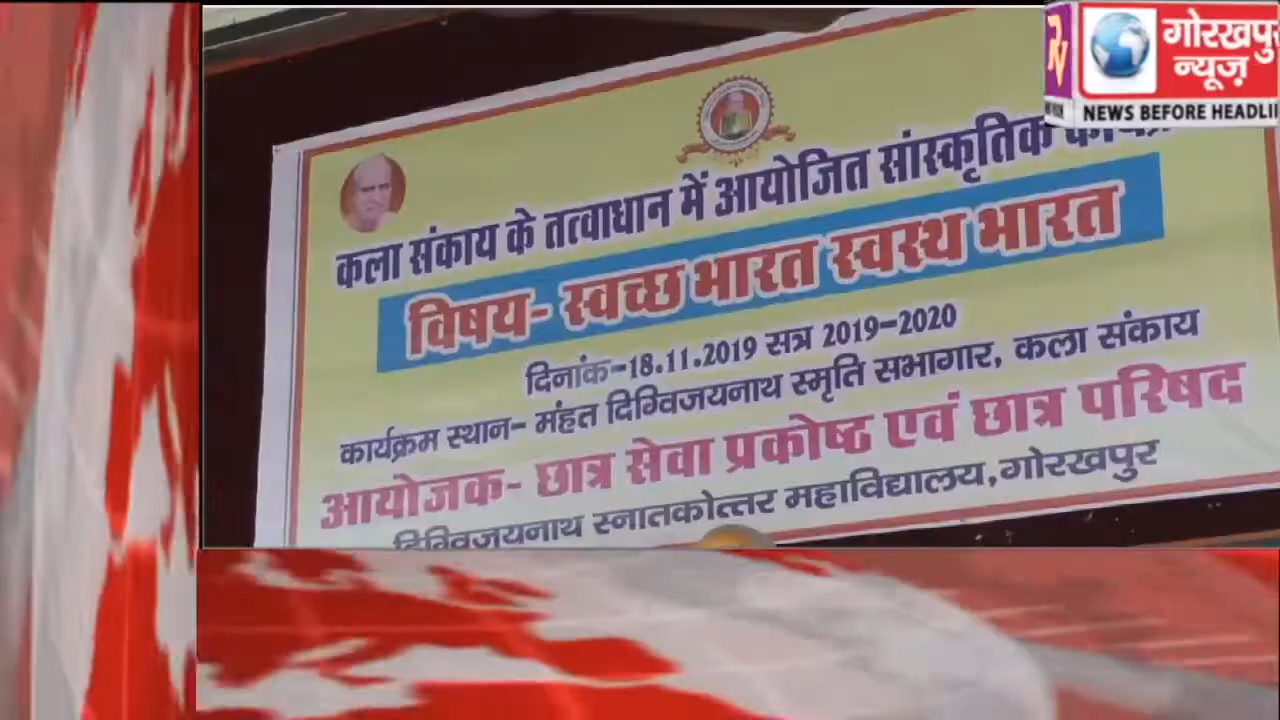 गोरखपुर
न्यूज़
NEWS BEFORE HEADLI
कला संकाय के तत्वाधान में आयोजित सांस्कृतिक
विषय- स्वच्छ भारत स्वस्थ भारत
दिनांक-18.11.2019 सत्र 2019-2020
कार्यक्रम स्थान- मंहत दिग्विजयनाथ स्मृति सभागार, कला संकाय
आयोजक- छात्र सेवा प्रकोष्ठ एवं छात्र परिषद
दिग्विजयनाथ स्नातकोत्तर महाविद्यालय,गोरखपुर